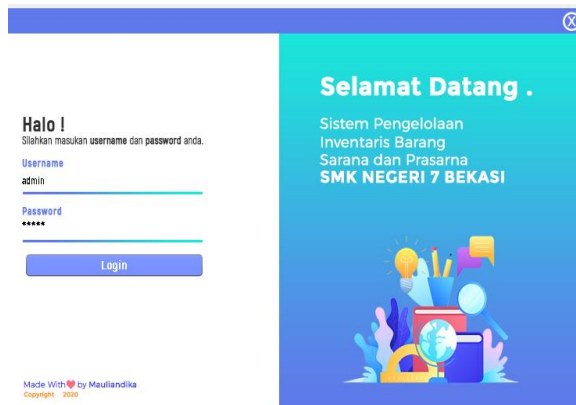 X
Halo !
Silahkan masukan username dan password anda.
Username
admin
Password
*****
Login
Made With❤ by Mauliandika
Copyright 2020
Selamat Datang .
Sistem Pengelolaan
Inventaris Barang
Sarana dan Prasarna
SMK NEGERI 7 BEKASI